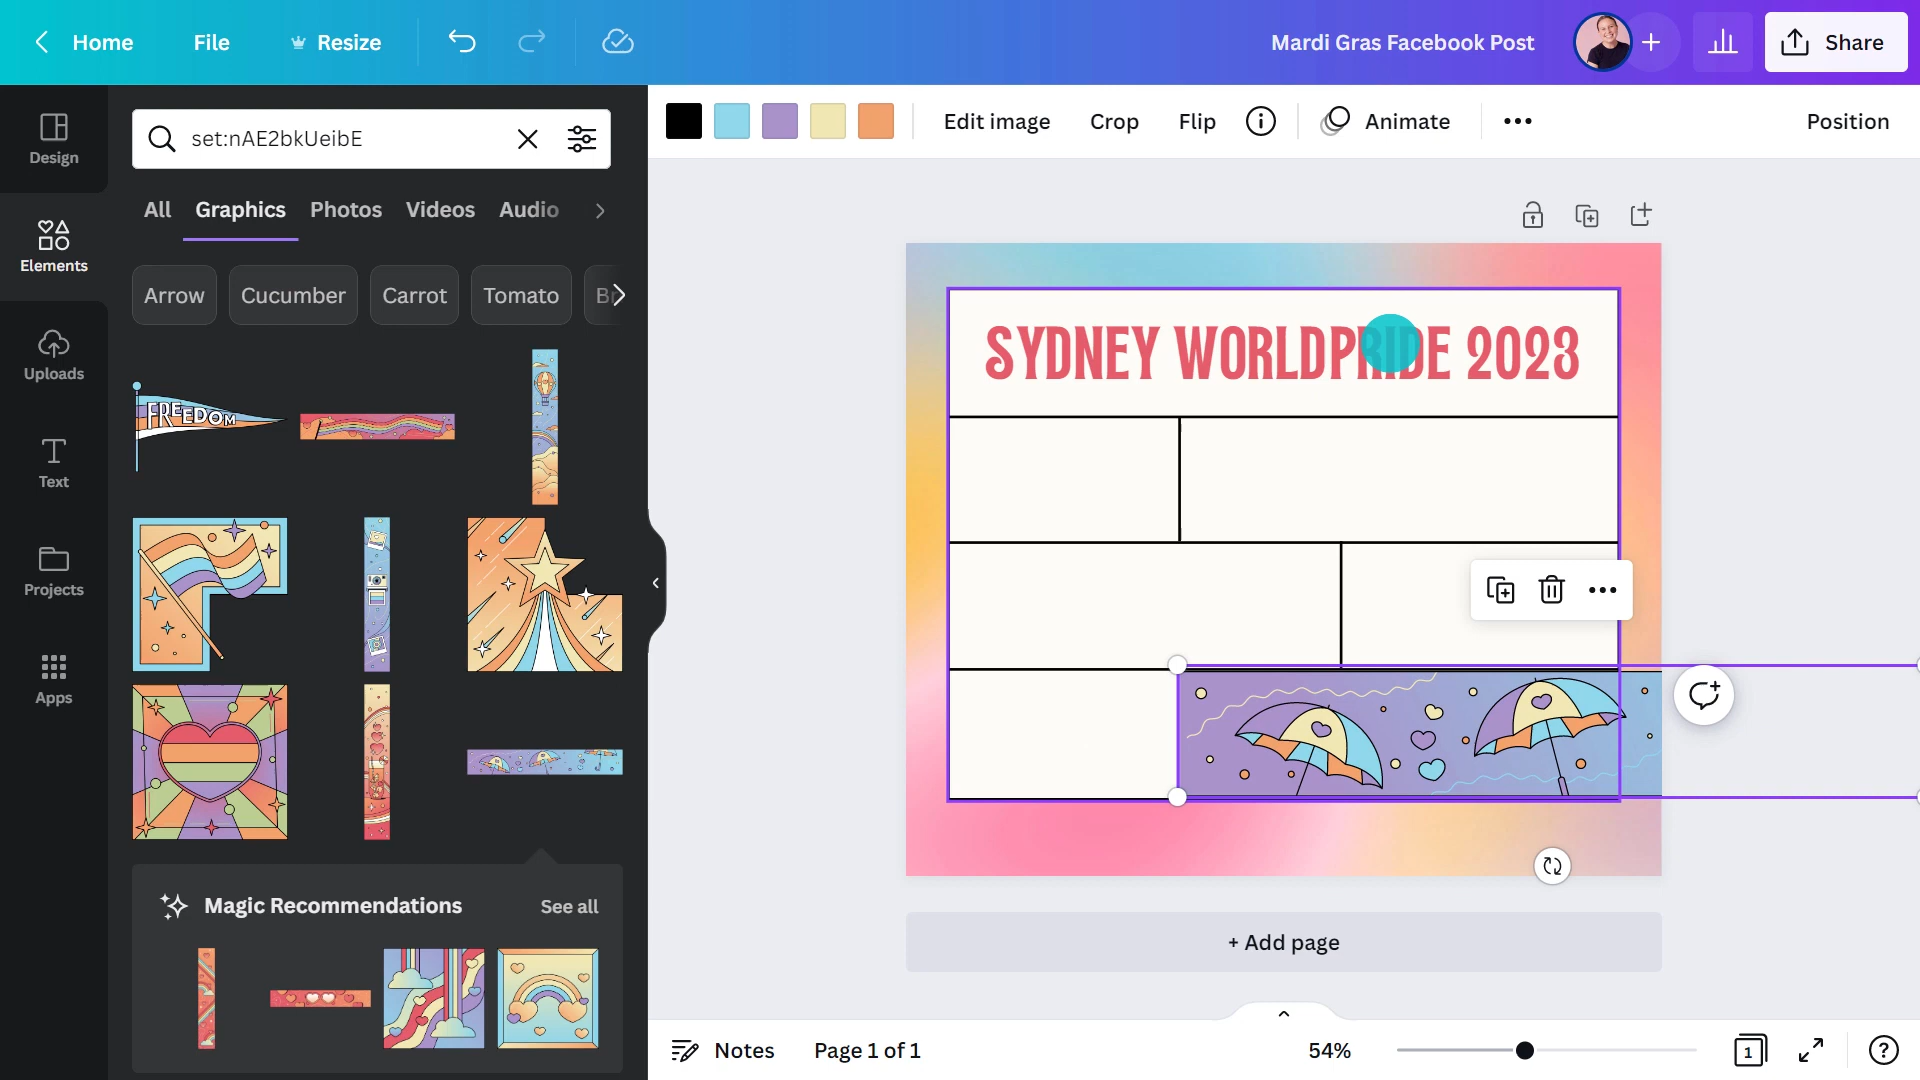 Home File Resize Mardi Gras Facebook Post + Share
Design
Elements
Uploads
Text
Projects
Apps
set:nAE2bkUeibE
All Graphics Photos Videos Audio
Arrow Cucumber Carrot Tomato
FREEDOM
Magic Recommendations See all
Edit image Crop Flip Animate Position
SYDNEY WORLDPRIDE 2023
+ Add page
Notes Page 1 of 1 54% 1 ?